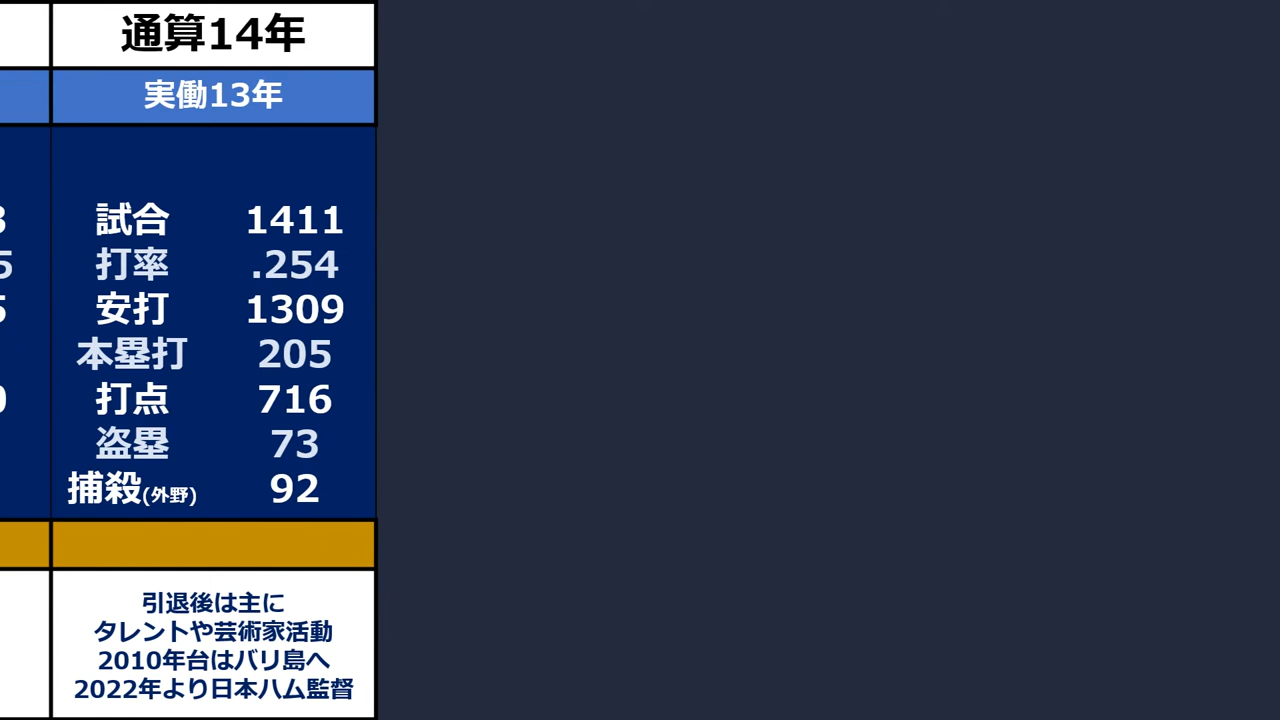 通算14年
実働13年
試合 1411
打率 .254
安打 1309
本塁打 205
打点 716
盗塁 73
捕殺(外野) 92
引退後は主に
タレントや芸術家活動
2010年台はバリ島へ
2022年より日本ハム監督